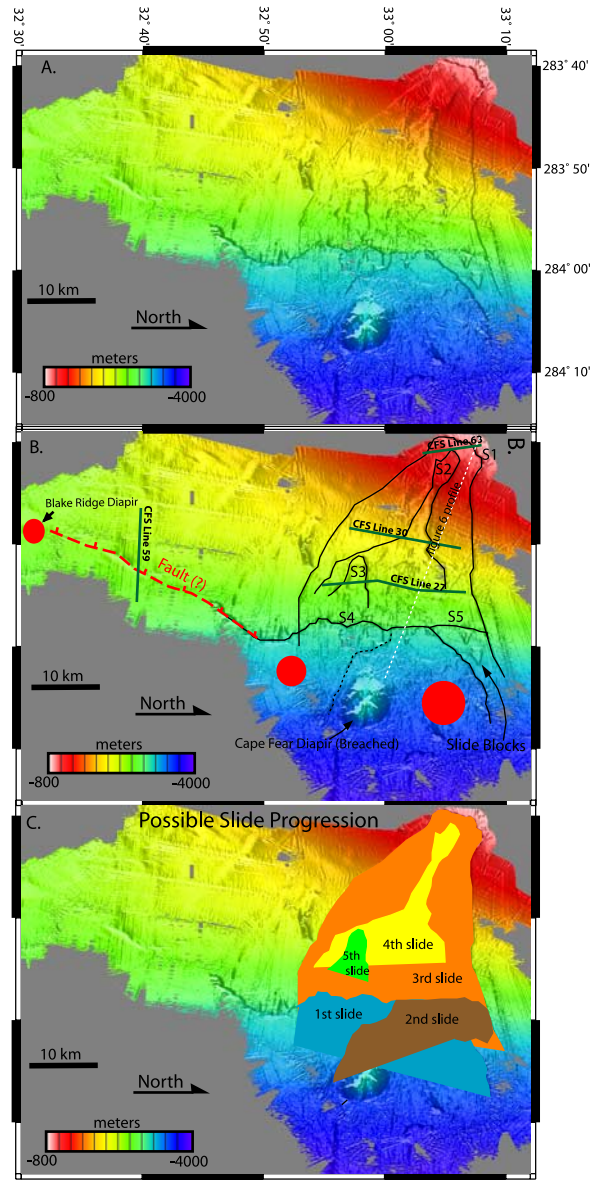 32° 30'
32° 40'
32° 50'
33° 00'
33° 10'
A.
283° 40'
283° 50'
284° 00'
284° 10'
10 km
North
meters
-800
-4000
B.
B.
CFS Line 63
S1
S2
Blake Ridge Diapir
CFS Line 59
CFS Line 30
figure 6 profile
Fault (?)
S3
CFS Line 27
S4
S5
10 km
North
Cape Fear Diapir (Breached)
Slide Blocks
meters
-800
-4000
C.
Possible Slide Progression
4th slide
5th
slide
3rd slide
1st slide
2nd slide
10 km
North
meters
-800
-4000